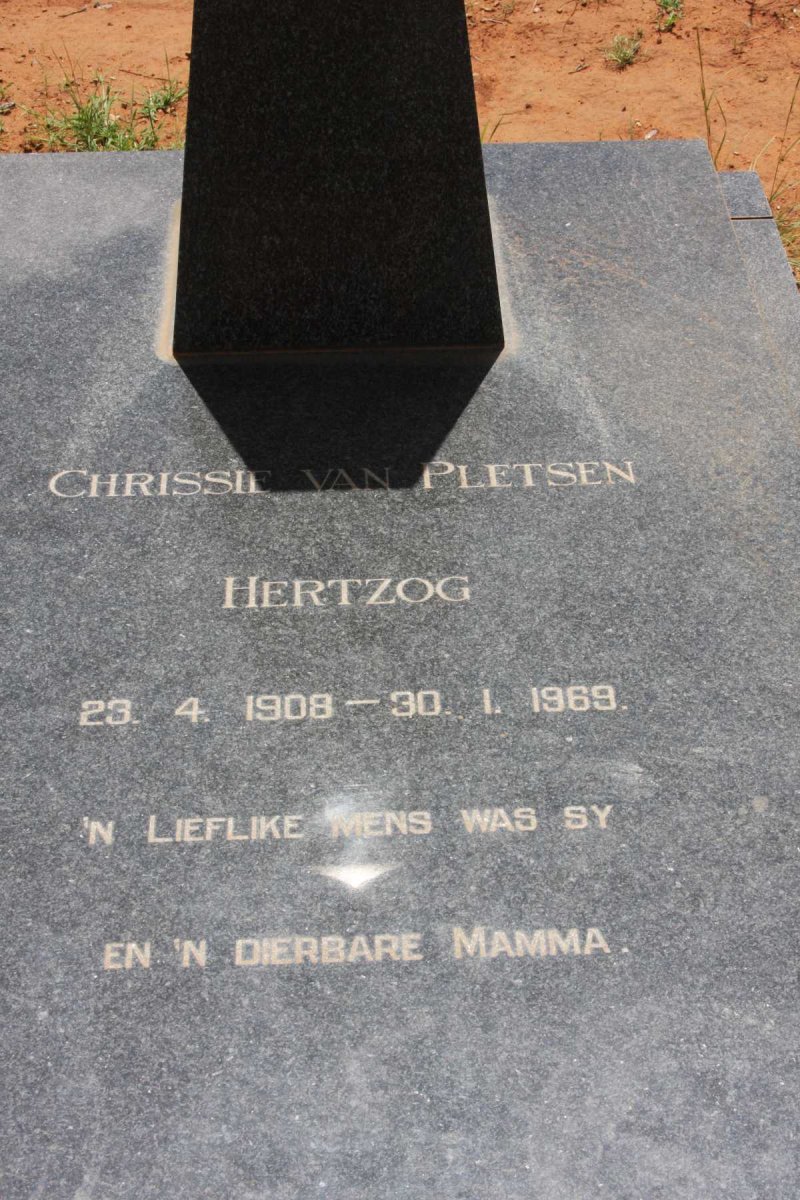 CHRISSIE VAN PLETSEN
HERTZOG
23. 4. 1908 — 30. 1. 1969.
'N LIEFLIKE MENS WAS SY
EN 'N DIERBARE MAMMA.